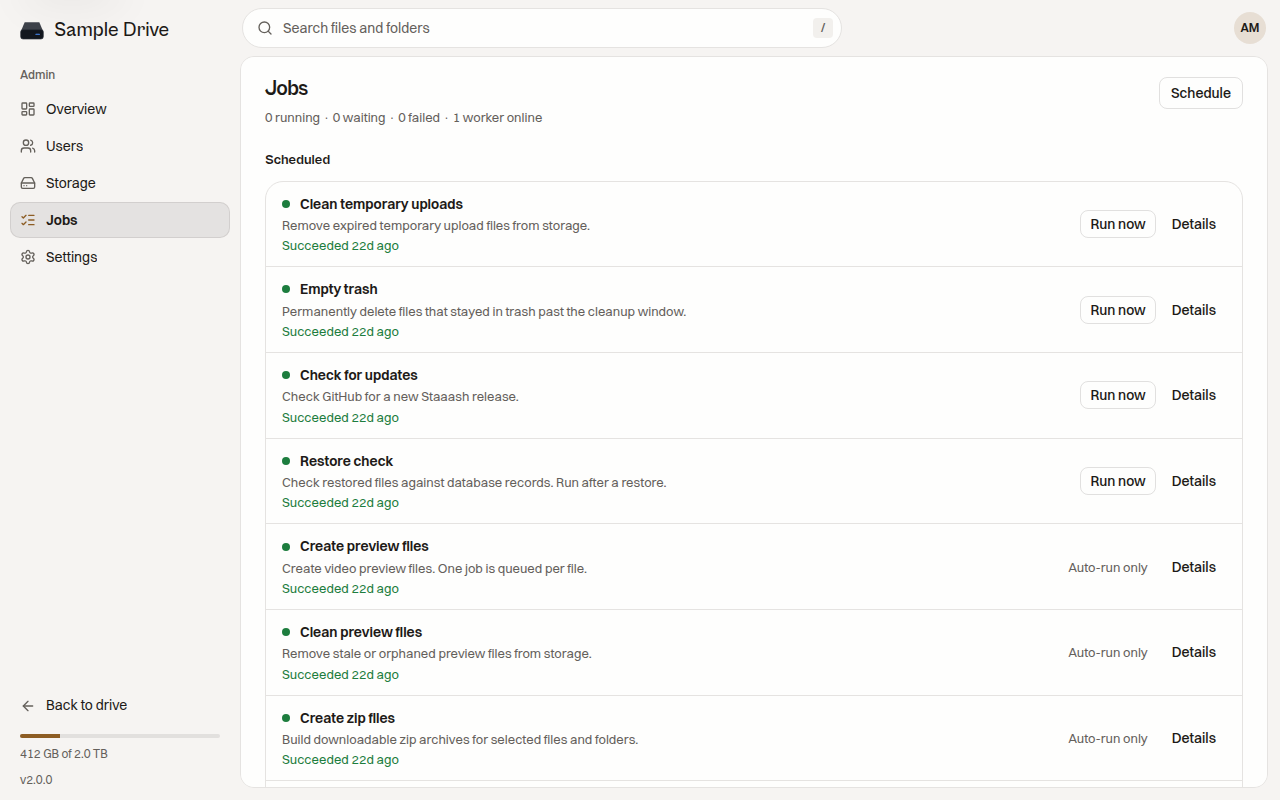 Sample Drive
Search files and folders
/
AM
Admin
Overview
Users
Storage
Jobs
Settings
Back to drive
412 GB of 2.0 TB
v2.0.0
Jobs
0 running · 0 waiting · 0 failed · 1 worker online
Schedule
Scheduled
Clean temporary uploads
Remove expired temporary upload files from storage.
Succeeded 22d ago
Run now
Details
Empty trash
Permanently delete files that stayed in trash past the cleanup window.
Succeeded 22d ago
Run now
Details
Check for updates
Check GitHub for a new Staaash release.
Succeeded 22d ago
Run now
Details
Restore check
Check restored files against database records. Run after a restore.
Succeeded 22d ago
Run now
Details
Create preview files
Create video preview files. One job is queued per file.
Succeeded 22d ago
Auto-run only
Details
Clean preview files
Remove stale or orphaned preview files from storage.
Succeeded 22d ago
Auto-run only
Details
Create zip files
Build downloadable zip archives for selected files and folders.
Succeeded 22d ago
Auto-run only
Details